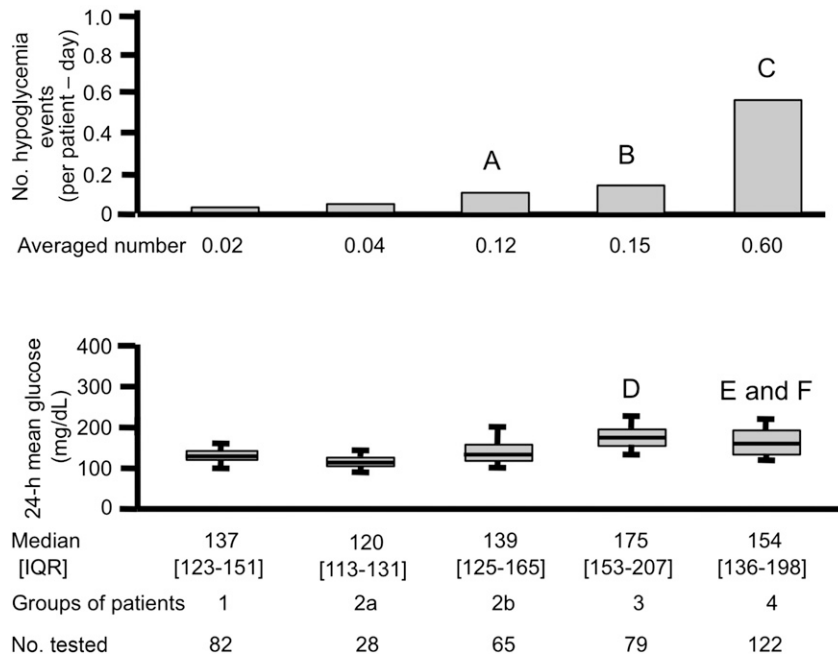 No. hypoglycemia
events
(per patient – day)
1.0
0.8
0.6
0.4
0.2
0
A
B
C
Averaged number 0.02 0.04 0.12 0.15 0.60
24-h mean glucose
(mg/dL)
400
300
200
100
0
D
E and F
Median 137 120 139 175 154
[IQR] [123-151] [113-131] [125-165] [153-207] [136-198]
Groups of patients 1 2a 2b 3 4
No. tested 82 28 65 79 122